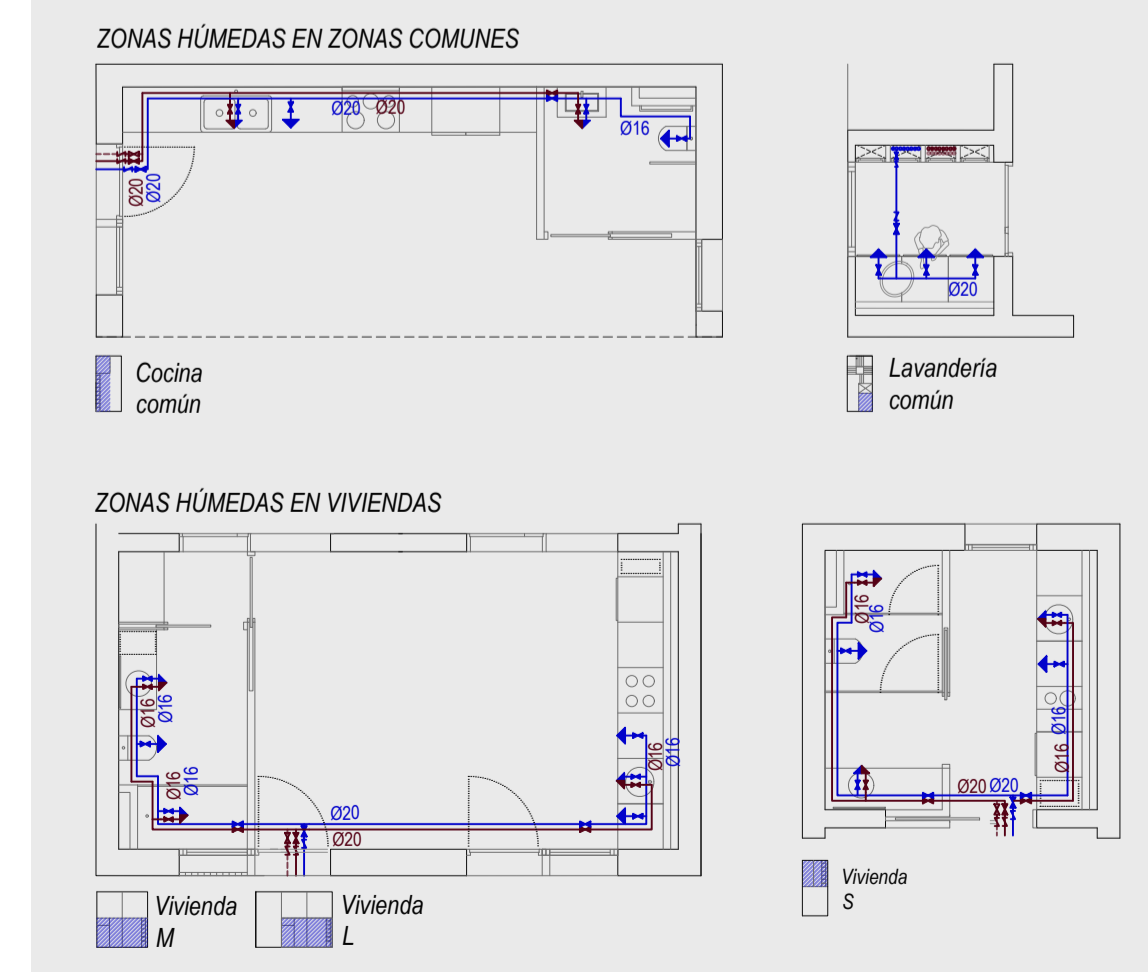 ZONAS HÚMEDAS EN ZONAS COMUNES
Ø20 Ø20
Ø16
Ø20
Ø20
Ø20
Cocina
común
Lavandería
común
ZONAS HÚMEDAS EN VIVIENDAS
Ø16
Ø16
Ø16
Ø16
Ø20
Ø20
Ø16
Ø16
Ø16
Ø16
Ø16
Ø16
Ø20 Ø20
Vivienda
M
Vivienda
L
Vivienda
S